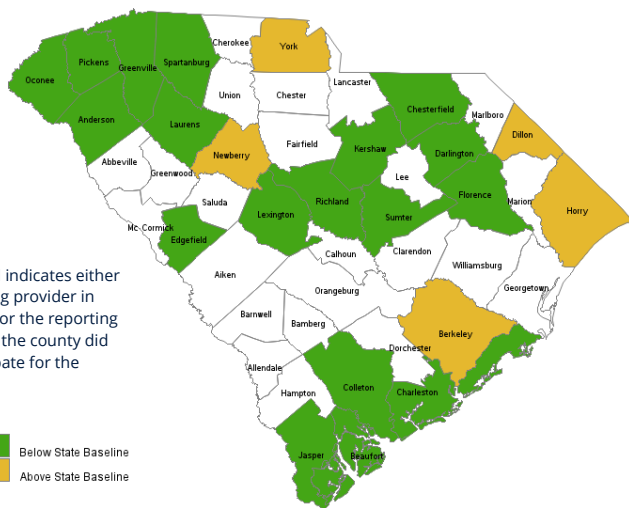 Cherokee
York
Pickens
Spartanburg
Oconee
Greenville
Lancaster
Union
Chester
Chesterfield
Anderson
Marlboro
Laurens
Dillon
Fairfield
Kershaw
Darlington
Newberry
Abbeville
Greenwood
Lee
Florence
Saluda
Richland
Marion
Horry
Lexington
Sumter
Mc Cormick
Edgefield
Calhoun
Clarendon
Williamsburg
Aiken
Georgetown
Orangeburg
Barnwell
Bamberg
Berkeley
Dorchester
Allendale
Colleton
Charleston
Hampton
Jasper
Beaufort
indicates either
g provider in
or the reporting
the county did
pate for the
Below State Baseline
Above State Baseline